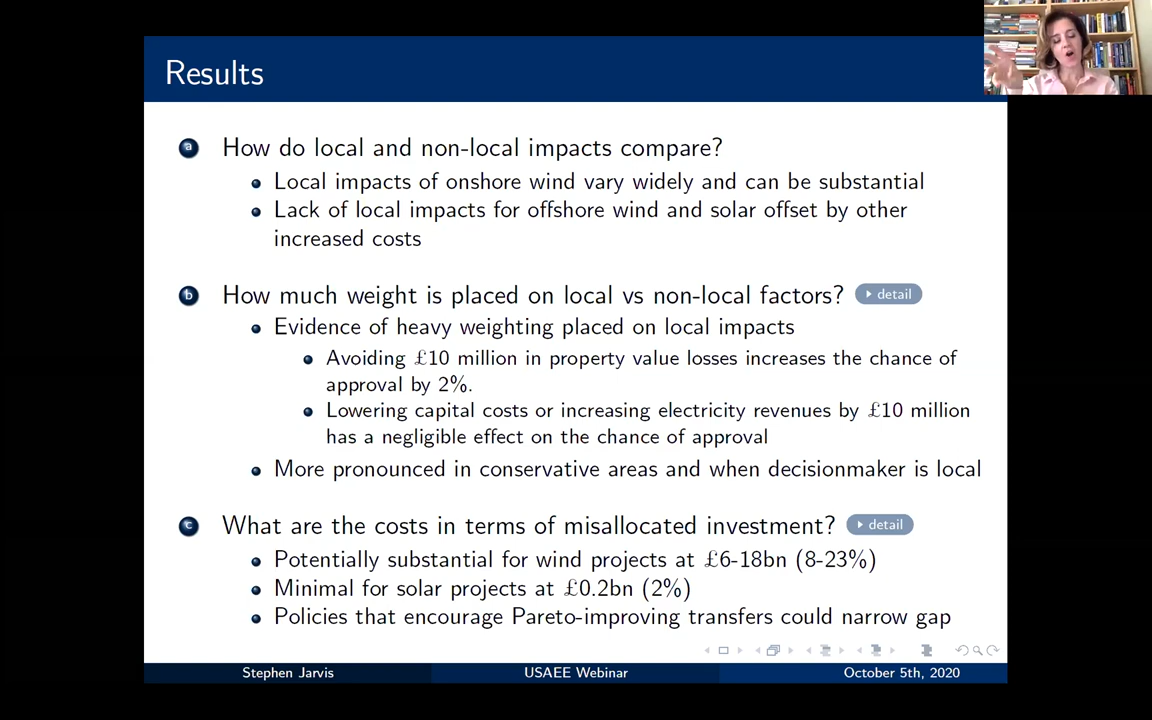 Results
a How do local and non-local impacts compare?
Local impacts of onshore wind vary widely and can be substantial
Lack of local impacts for offshore wind and solar offset by other
increased costs
b How much weight is placed on local vs non-local factors? detail
Evidence of heavy weighting placed on local impacts
Avoiding £10 million in property value losses increases the chance of
approval by 2%.
Lowering capital costs or increasing electricity revenues by £10 million
has a negligible effect on the chance of approval
More pronounced in conservative areas and when decisionmaker is local
c What are the costs in terms of misallocated investment? detail
Potentially substantial for wind projects at £6-18bn (8-23%)
Minimal for solar projects at £0.2bn (2%)
Policies that encourage Pareto-improving transfers could narrow gap
Stephen Jarvis USAEE Webinar October 5th, 2020